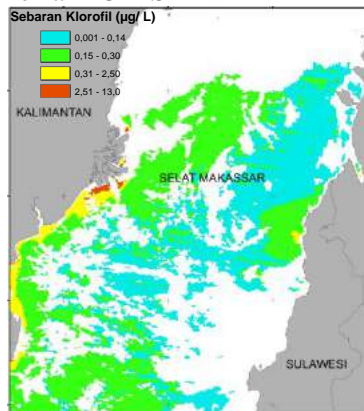 Sebaran Klorofil (µg/ L)
0,001 - 0,14
0,15 - 0,30
0,31 - 2,50
2,51 - 13,0
KALIMANTAN
SELAT MAKASSAR
SULAWESI